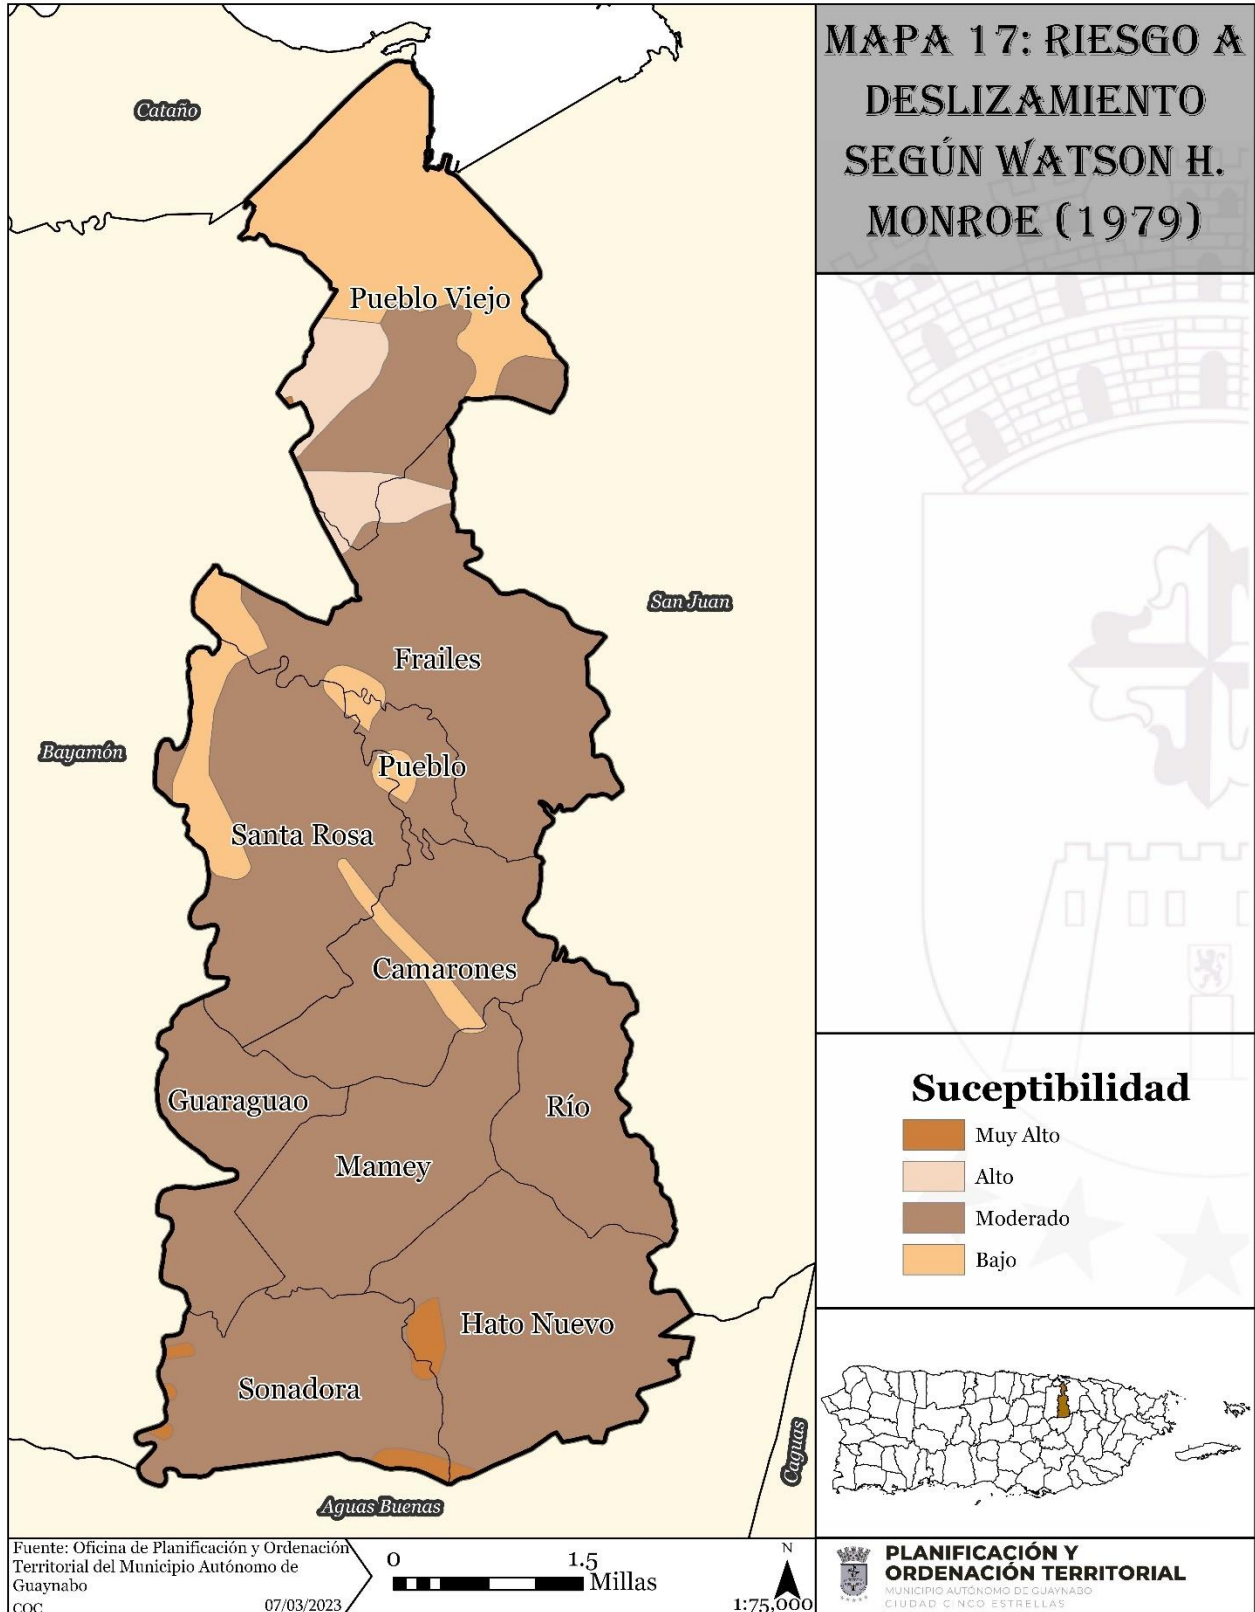 MAPA 17: RIESGO A
DESLIZAMIENTO
SEGÚN WATSON H.
MONROE (1979)
Cataño
Pueblo Viejo
San Juan
Frailes
Bayamón
Pueblo
Santa Rosa
Camarones
Guaraguao
Río
Mamey
Hato Nuevo
Sonadora
Caguas
Aguas Buenas
Suceptibilidad
Muy Alto
Alto
Moderado
Bajo
Fuente: Oficina de Planificación y Ordenación
Territorial del Municipio Autónomo de
Guaynabo
COC 07/03/2023
0 1.5
Millas
N
1:75,000
PLANIFICACIÓN Y
ORDENACIÓN TERRITORIAL
MUNICIPIO AUTÓNOMO DE GUAYNABO
CIUDAD CINCO ESTRELLAS